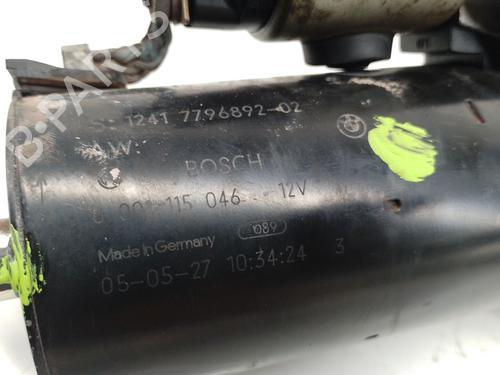 1241 7796892-02
AW:
BOSCH
0 001 115 046 12V
089
Made in Germany
05-05-27 10:34:24 3
B-PARTS